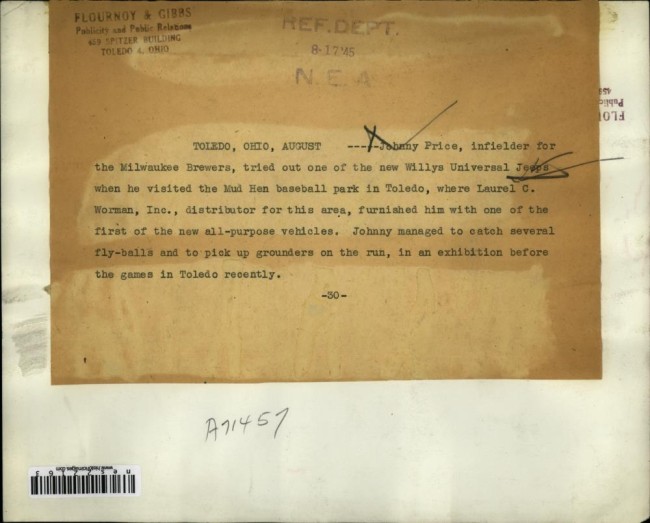 FLOURNOY & GIBBS
Publicity and Public Relations
459 SPITZER BUILDING
TOLEDO 4, OHIO
REF. DEPT.
8-17'45
N. E. A
TOLEDO, OHIO, AUGUST ----Johnny Price, infielder for
the Milwaukee Brewers, tried out one of the new Willys Universal Jeeps
when he visited the Mud Hen baseball park in Toledo, where Laurel C.
Worman, Inc., distributor for this area, furnished him with one of the
first of the new all-purpose vehicles. Johnny managed to catch several
fly-balls and to pick up grounders on the run, in an exhibition before
the games in Toledo recently.
-30-
A71457